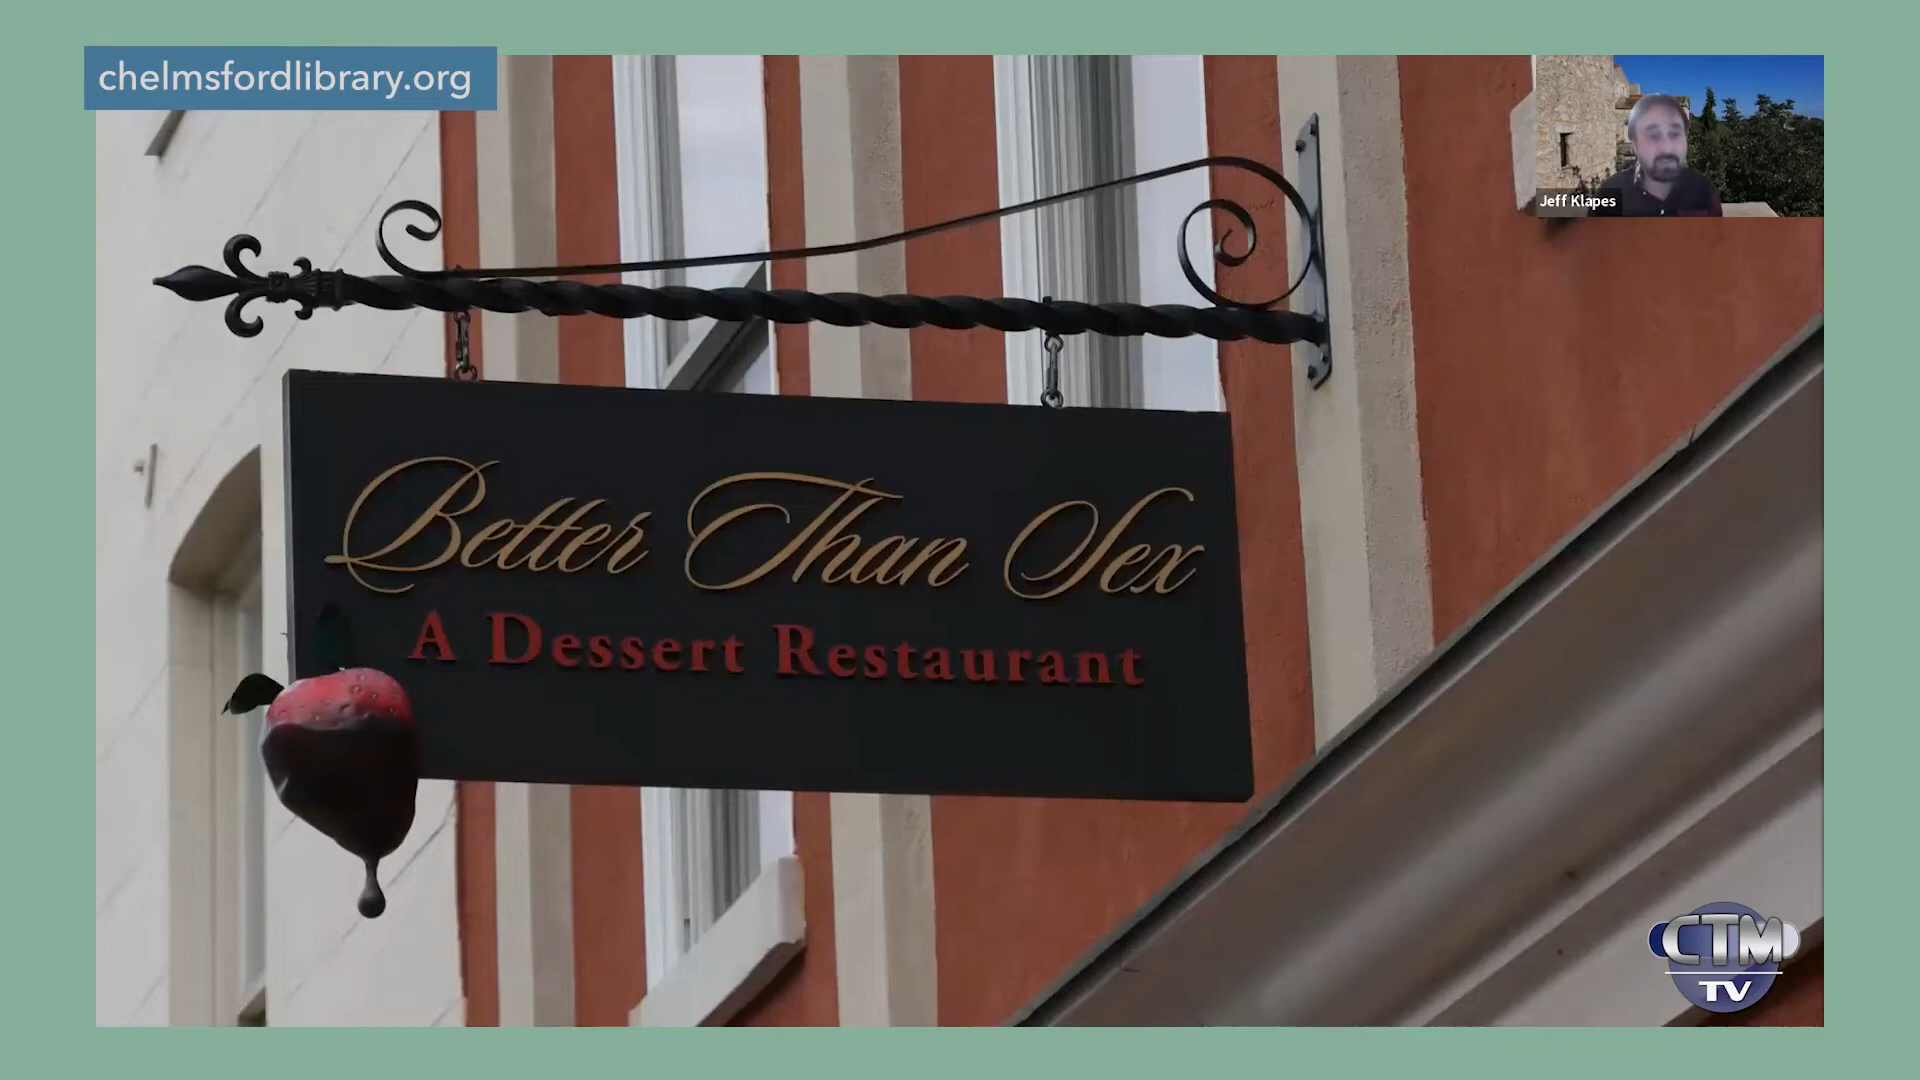 chelmsfordlibrary.org
Jeff Klapes
Better Than Sex
A Dessert Restaurant
CTM
TV